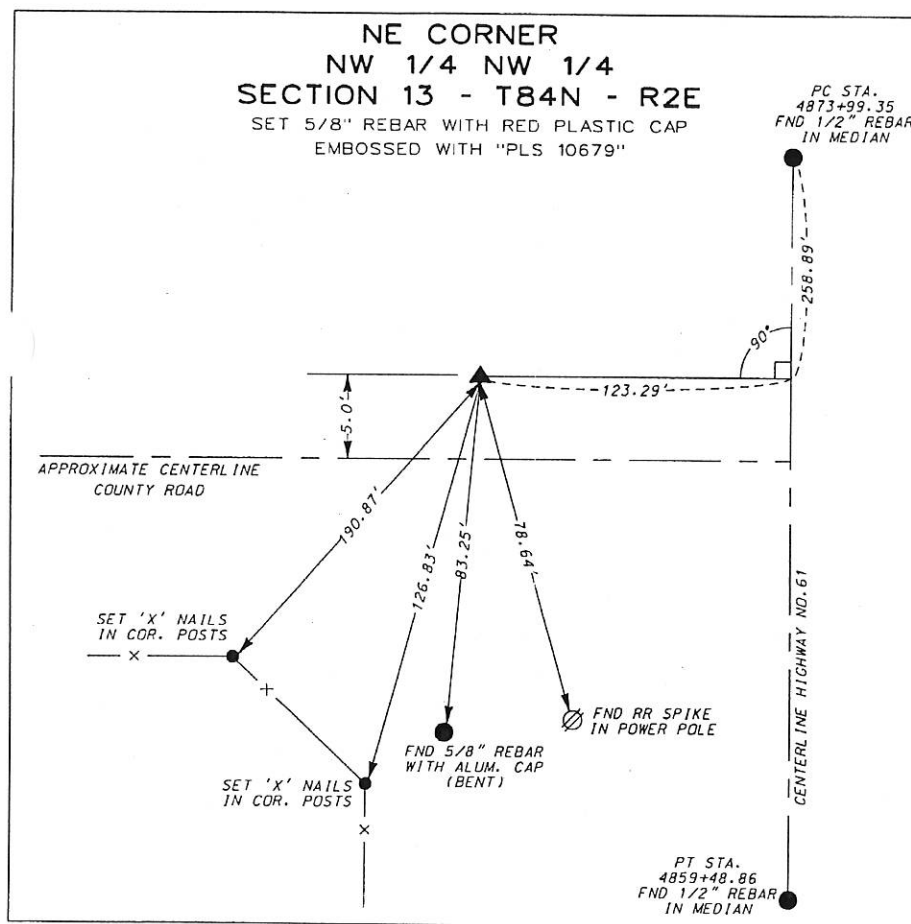 NE CORNER
NW 1/4 NW 1/4
SECTION 13 - T84N - R2E
SET 5/8" REBAR WITH RED PLASTIC CAP
EMBOSSED WITH "PLS 10679"
PC STA.
4873+99.35
FND 1/2" REBAR
IN MEDIAN
258.89'
90°
123.29'
5.0'
APPROXIMATE CENTERLINE
COUNTY ROAD
190.87'
126.83'
83.25'
78.64'
SET 'X' NAILS
IN COR. POSTS
FND RR SPIKE
IN POWER POLE
FND 5/8" REBAR
WITH ALUM. CAP
(BENT)
SET 'X' NAILS
IN COR. POSTS
CENTERLINE HIGHWAY NO.61
PT STA.
4859+48.86
FND 1/2" REBAR
IN MEDIAN